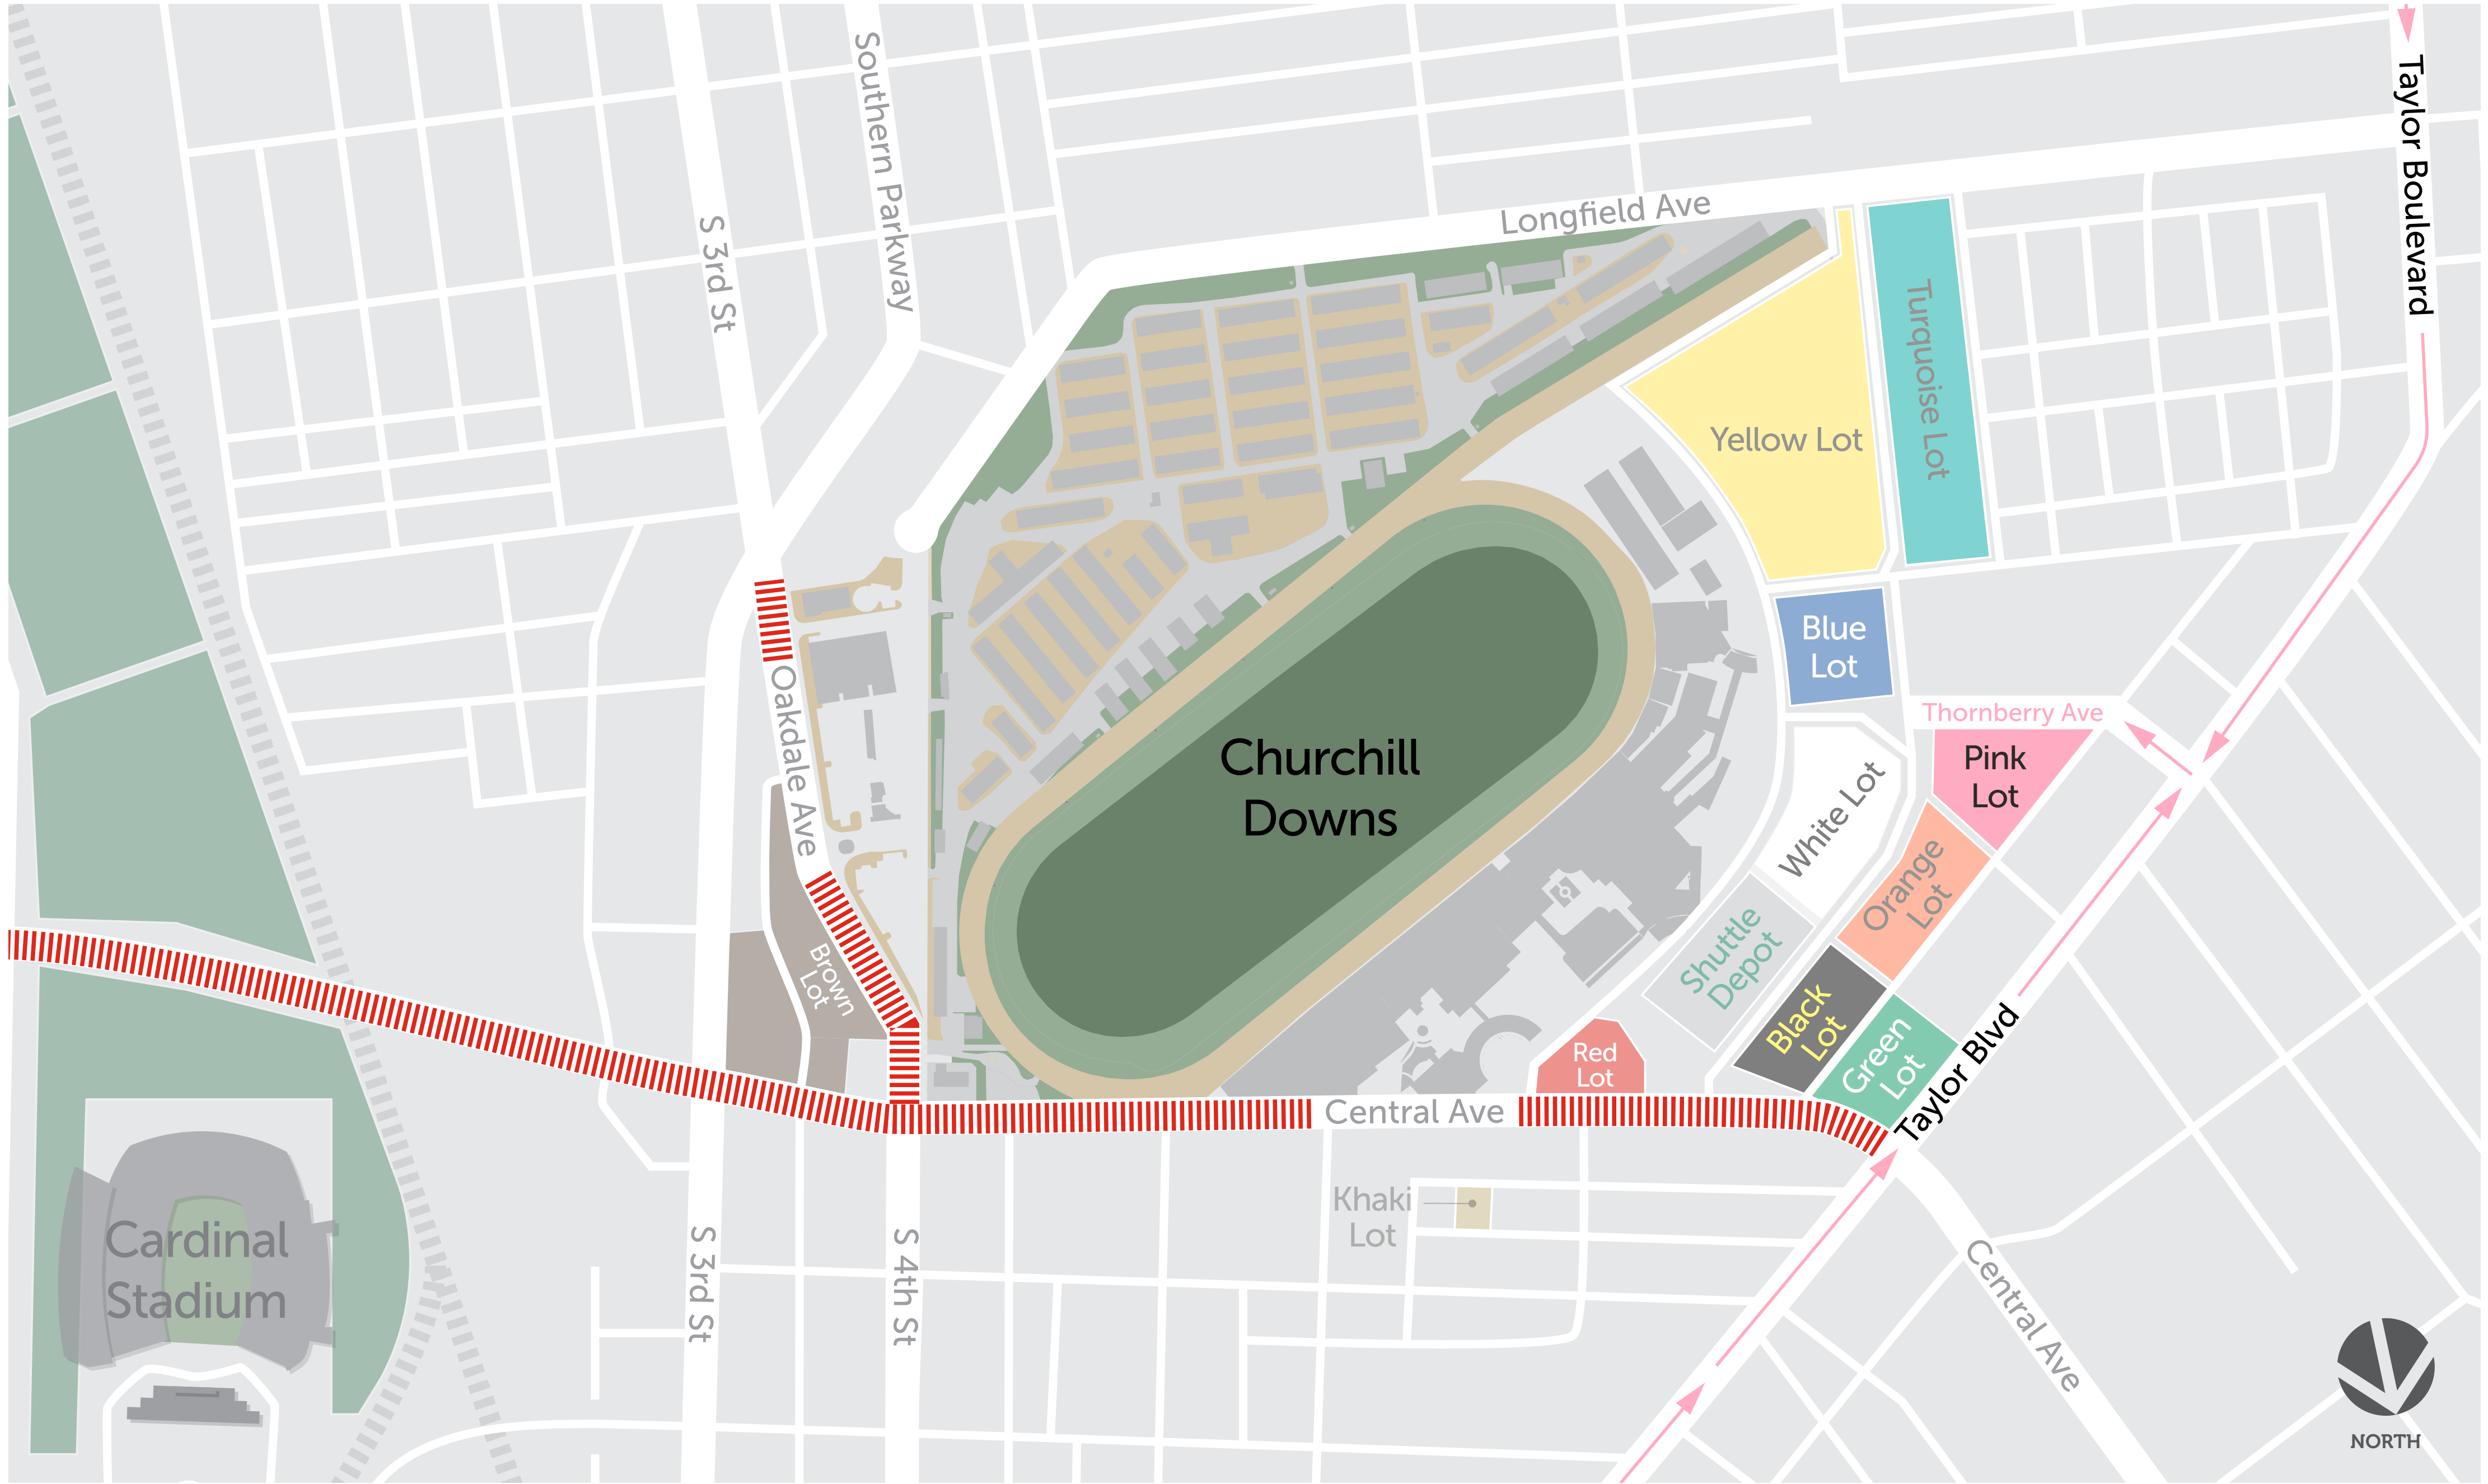 Southern Parkway
S 3rd St
Longfield Ave
Taylor Boulevard
Turquoise Lot
Yellow Lot
Blue
Lot
Oakdale Ave
Thornberry Ave
Pink
Lot
Churchill
Downs
White Lot
Orange
Lot
Shuttle
Depot
Brown
Lot
Black
Lot
Green
Lot
Taylor Blvd
Red
Lot
Central Ave
Khaki
Lot
Cardinal
Stadium
S 3rd St
S 4th St
Central Ave
NORTH